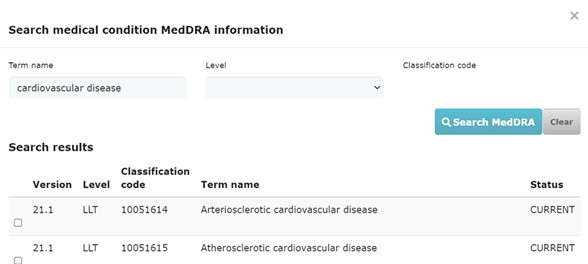 ×
Search medical condition MedDRA information
Term name Level Classification code
cardiovascular disease
Search MedDRA Clear
Search results
Version Level Classification code Term name Status
21.1 LLT 10051614 Arteriosclerotic cardiovascular disease CURRENT
21.1 LLT 10051615 Atherosclerotic cardiovascular disease CURRENT